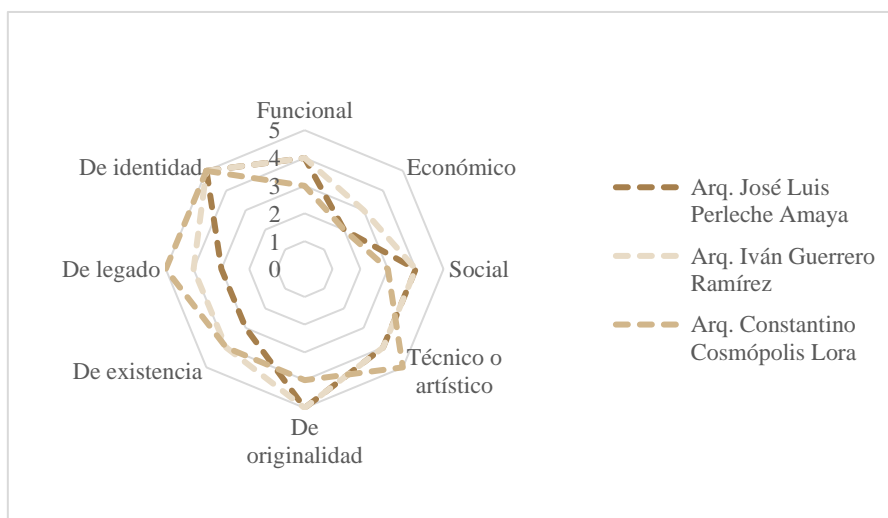 Funcional
5
4
3
2
1
0
Económico
Social
Técnico o
artístico
De
originalidad
De existencia
De legado
De identidad
Arq. José Luis
Perleche Amaya
Arq. Iván Guerrero
Ramírez
Arq. Constantino
Cosmópolis Lora